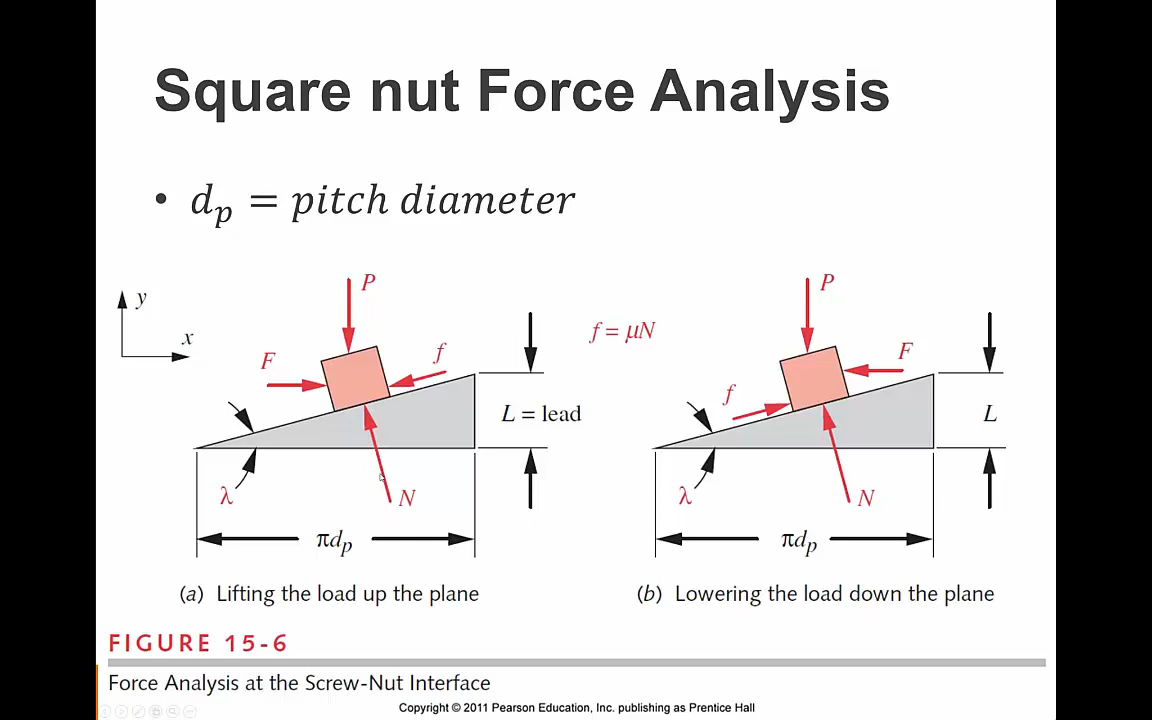 Square nut Force Analysis
• d_p = pitch diameter
y
x
P
F
f
L = lead
λ
N
πd_p
(a) Lifting the load up the plane
f = μN
P
F
f
L
λ
N
πd_p
(b) Lowering the load down the plane
FIGURE 15-6
Force Analysis at the Screw-Nut Interface
Copyright © 2011 Pearson Education, Inc. publishing as Prentice Hall